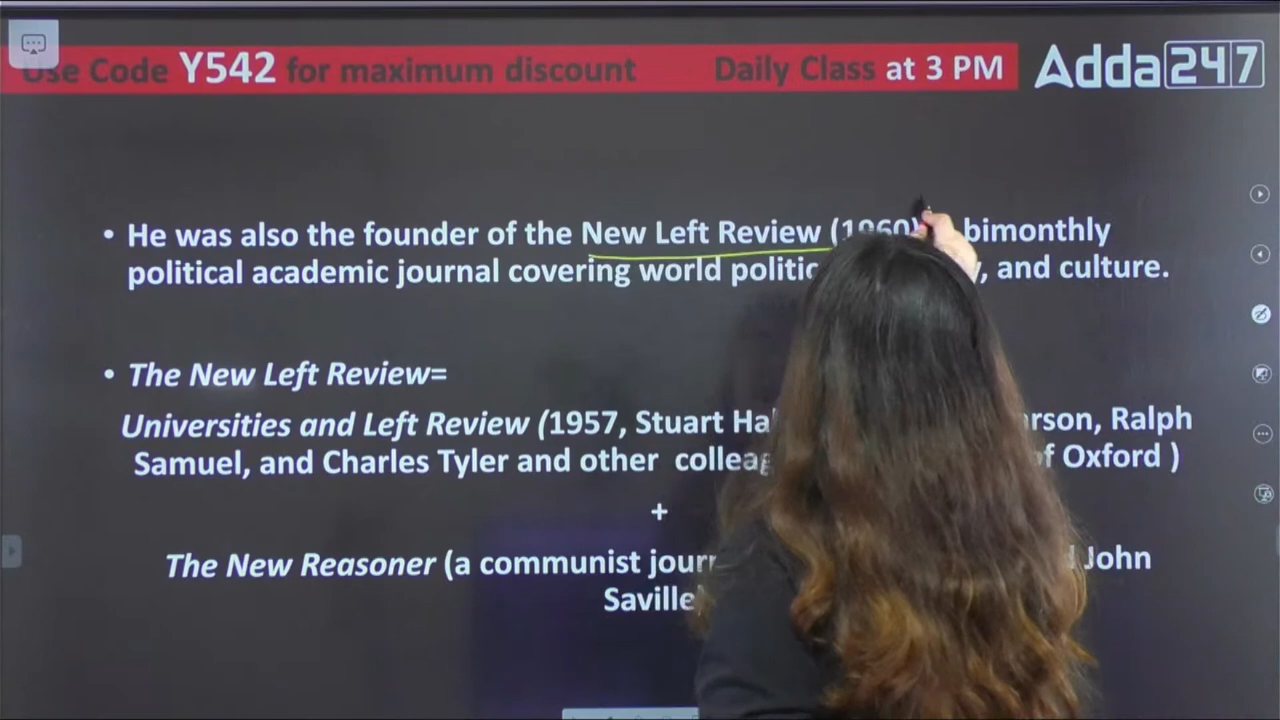 Use Code Y542 for maximum discount Daily Class at 3 PM Adda247
• He was also the founder of the New Left Review (1960) bimonthly
political academic journal covering world politic , and culture.
• The New Left Review=
Universities and Left Review (1957, Stuart Ha rson, Ralph
Samuel, and Charles Tyler and other colleag f Oxford )
+
The New Reasoner (a communist jour John
Saville